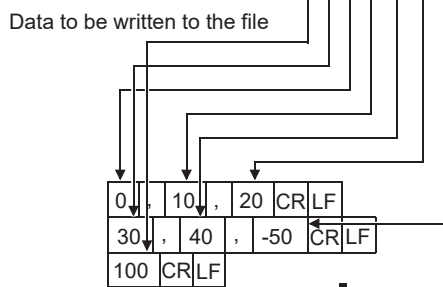 Data to be written to the file
0 , 10 , 20 CR LF
30 , 40 , -50 CR LF
100 CR LF